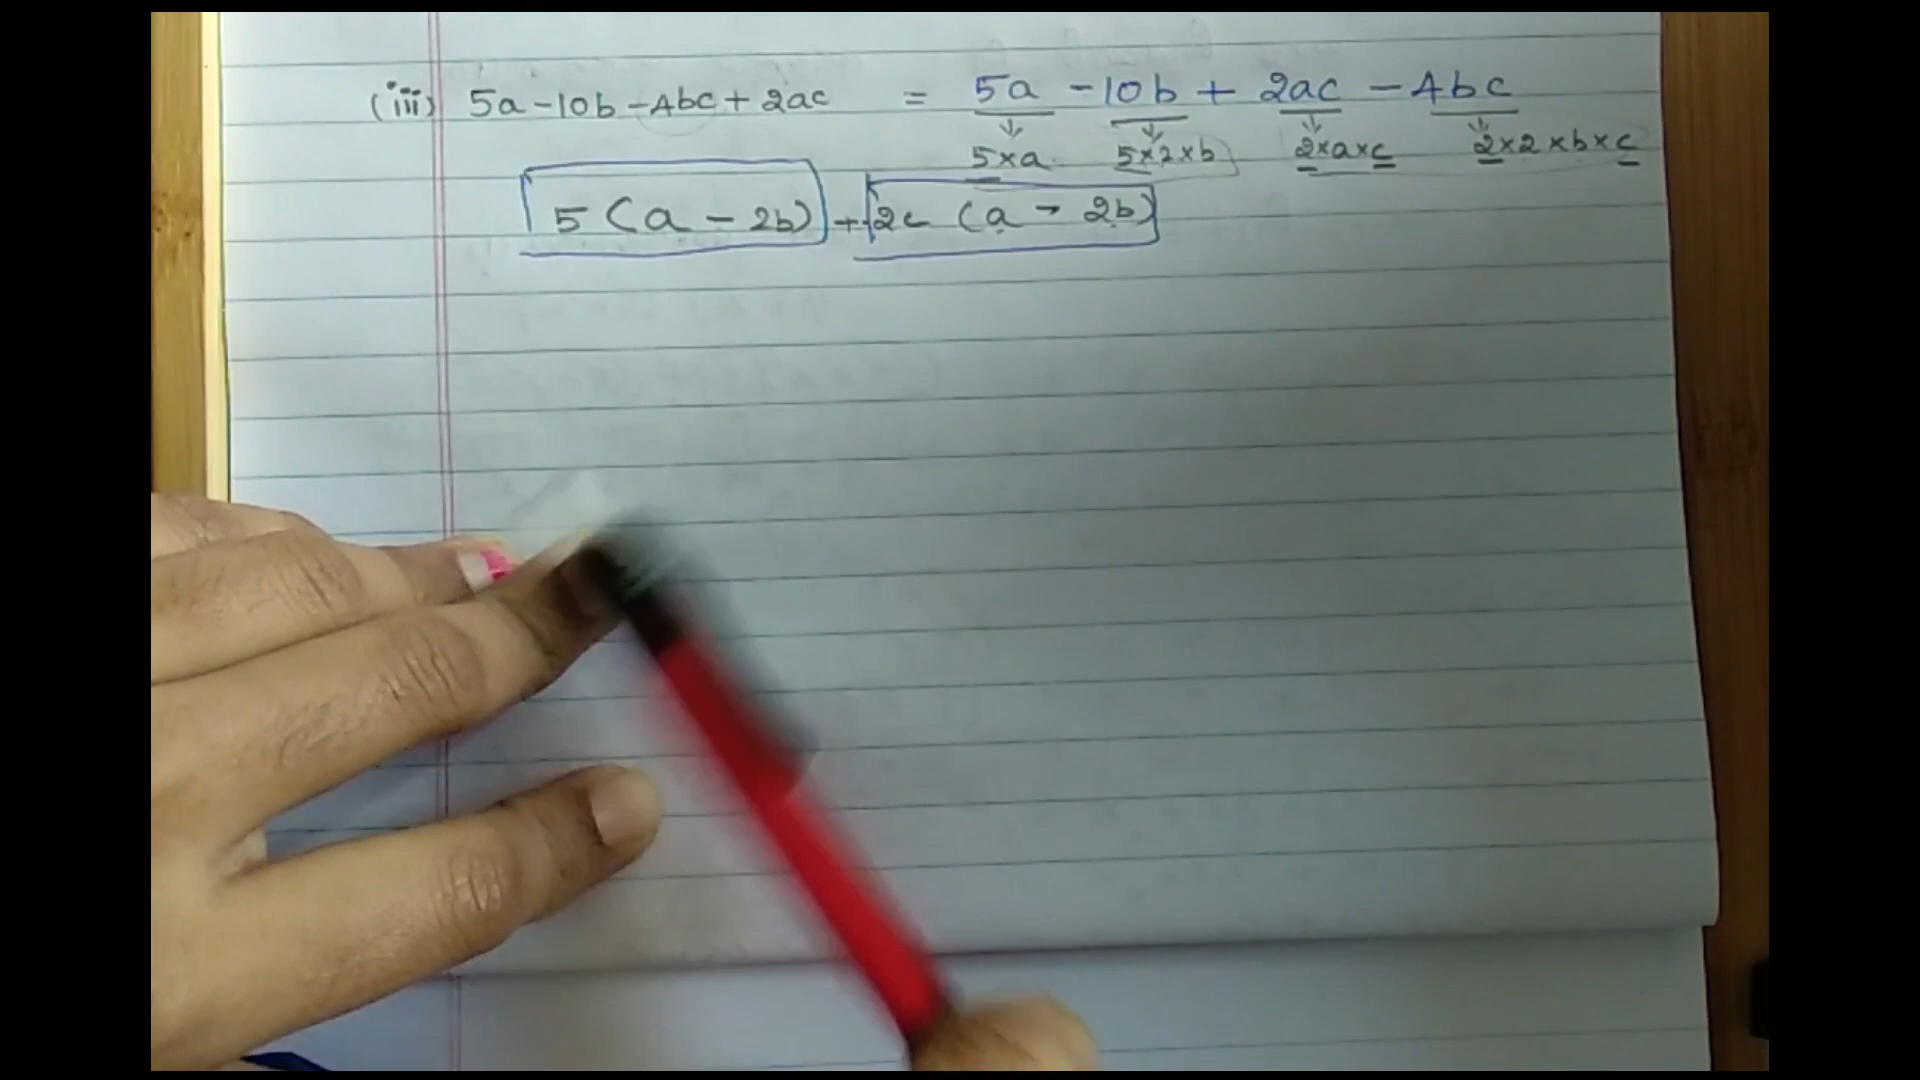 (iii) 5a-10b-4bc+2ac = 5a - 10b + 2ac - 4bc
5×a 5×2×b 2×a×c 2×2×b×c
5(a-2b) + 2c (a - 2b)